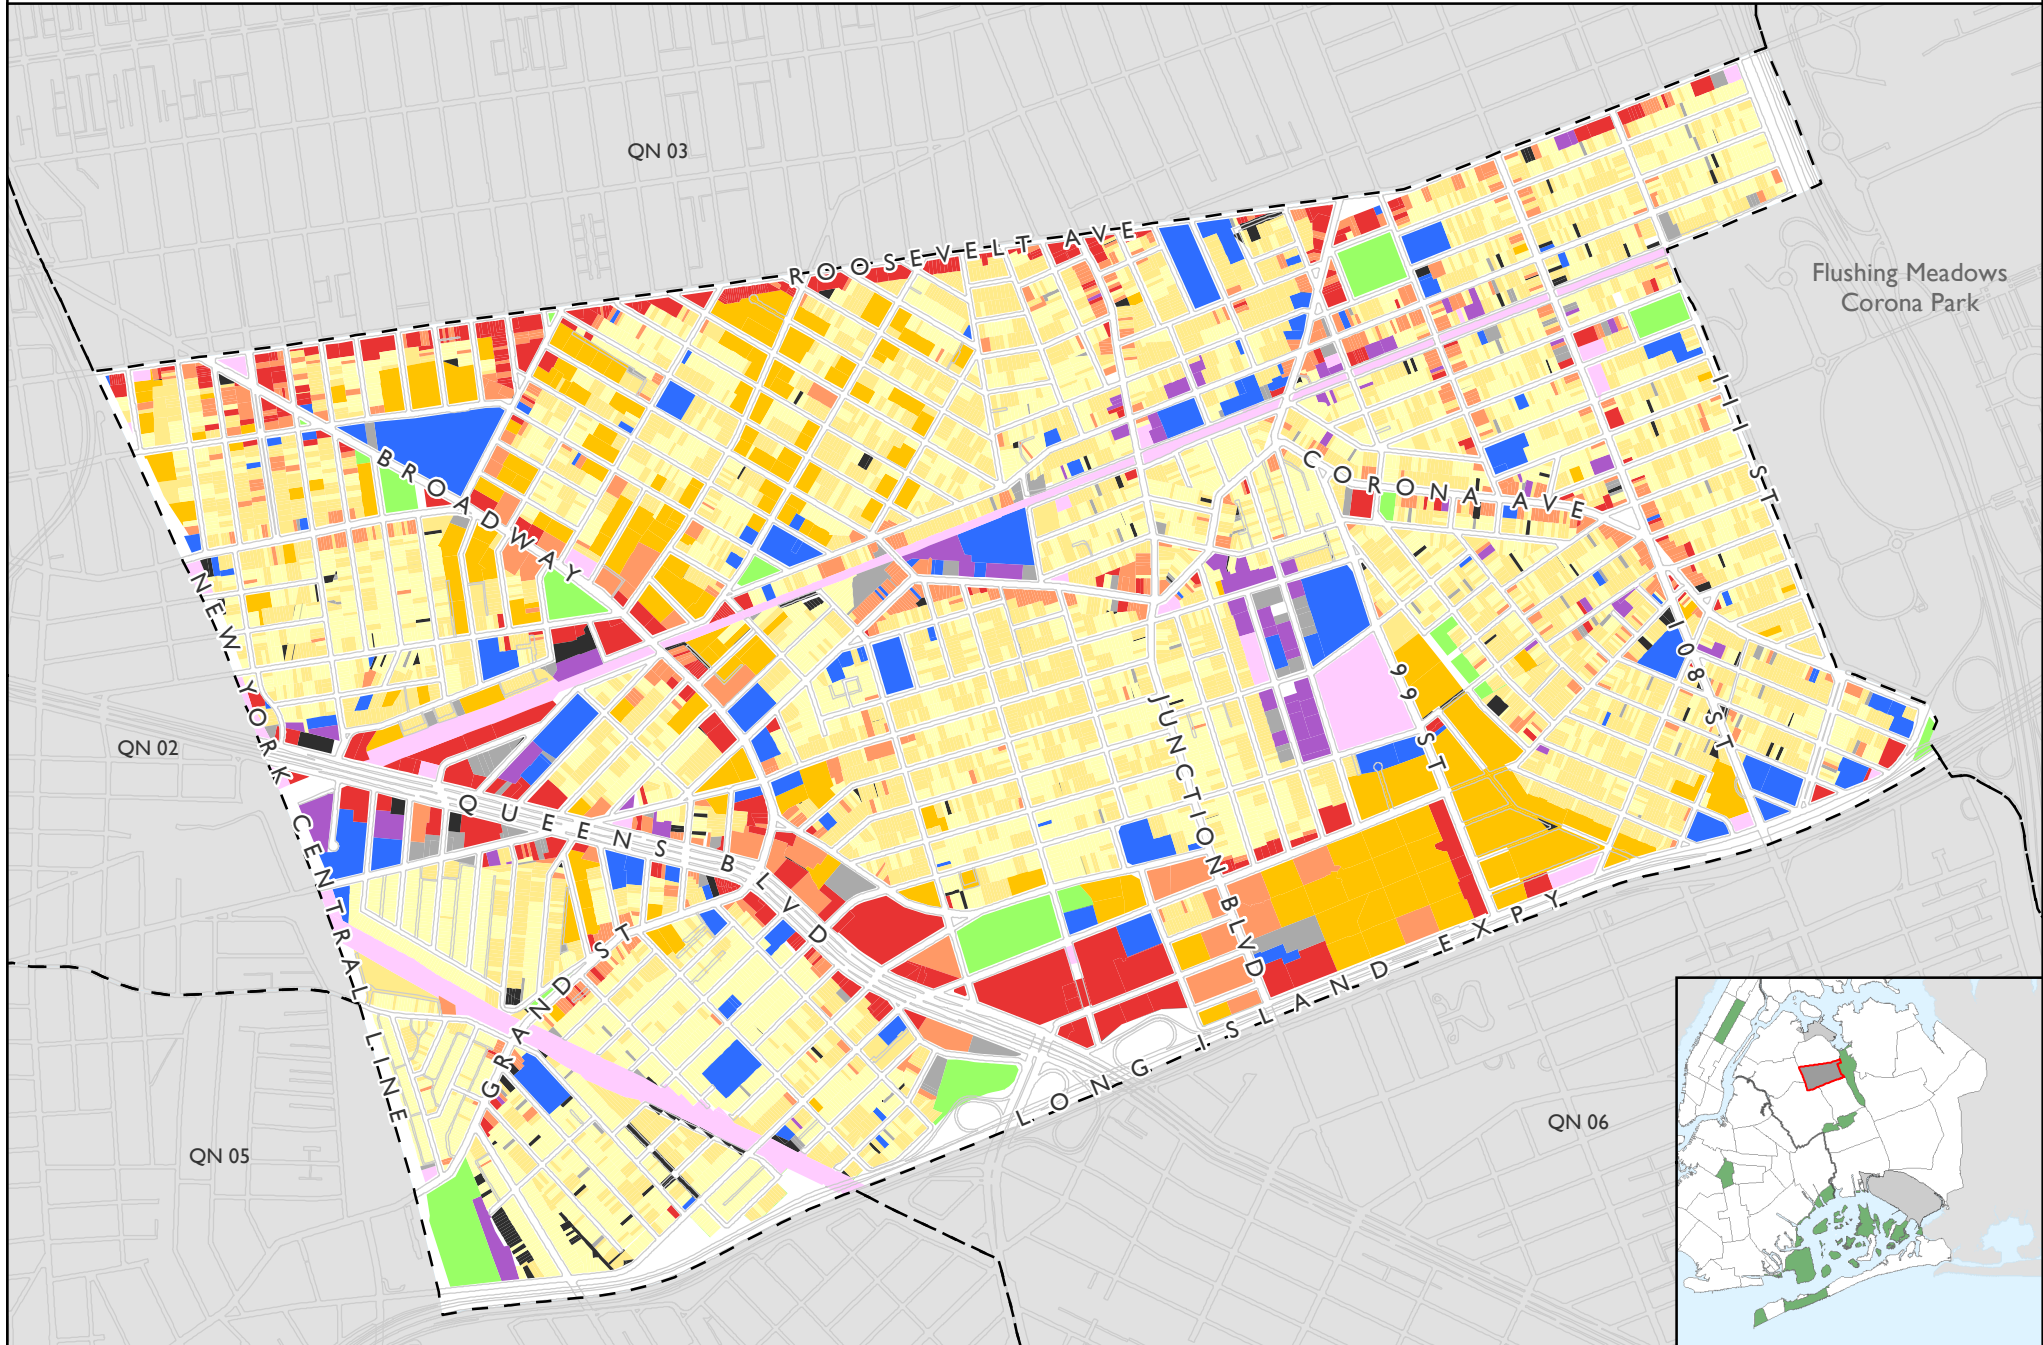 QN 03
ROOSEVELT AVE
Flushing Meadows
Corona Park
BROADWAY
CORONA AVE
111 ST
NEW YORK CENTRAL LINE
108 ST
99 ST
JUNCTION BLVD
QN 02
QUEENS BLVD
GRAND ST
LONG ISLAND EXPY
QN 05
QN 06